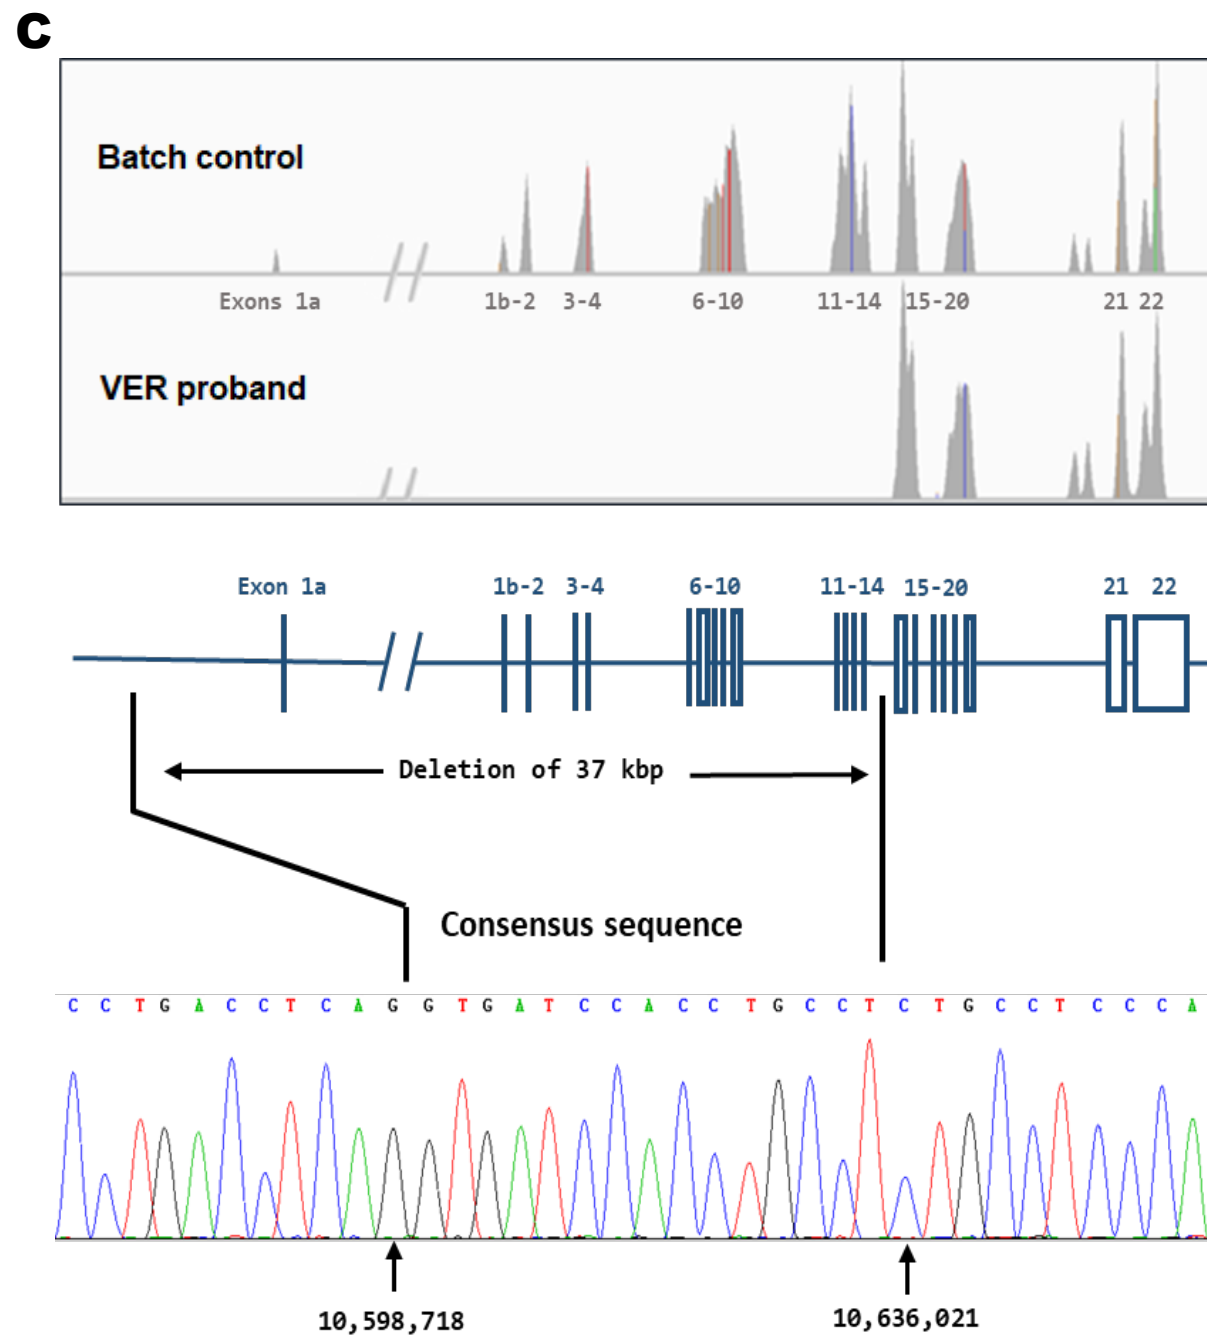 C
Batch control
Exons 1a 1b-2 3-4 6-10 11-14 15-20 21 22
VER proband
Exon 1a 1b-2 3-4 6-10 11-14 15-20 21 22
Deletion of 37 kbp
Consensus sequence
C C T G A C C T C A G G T G A T C C A C C T G C C T C T G C C T C C C A
10,598,718 10,636,021